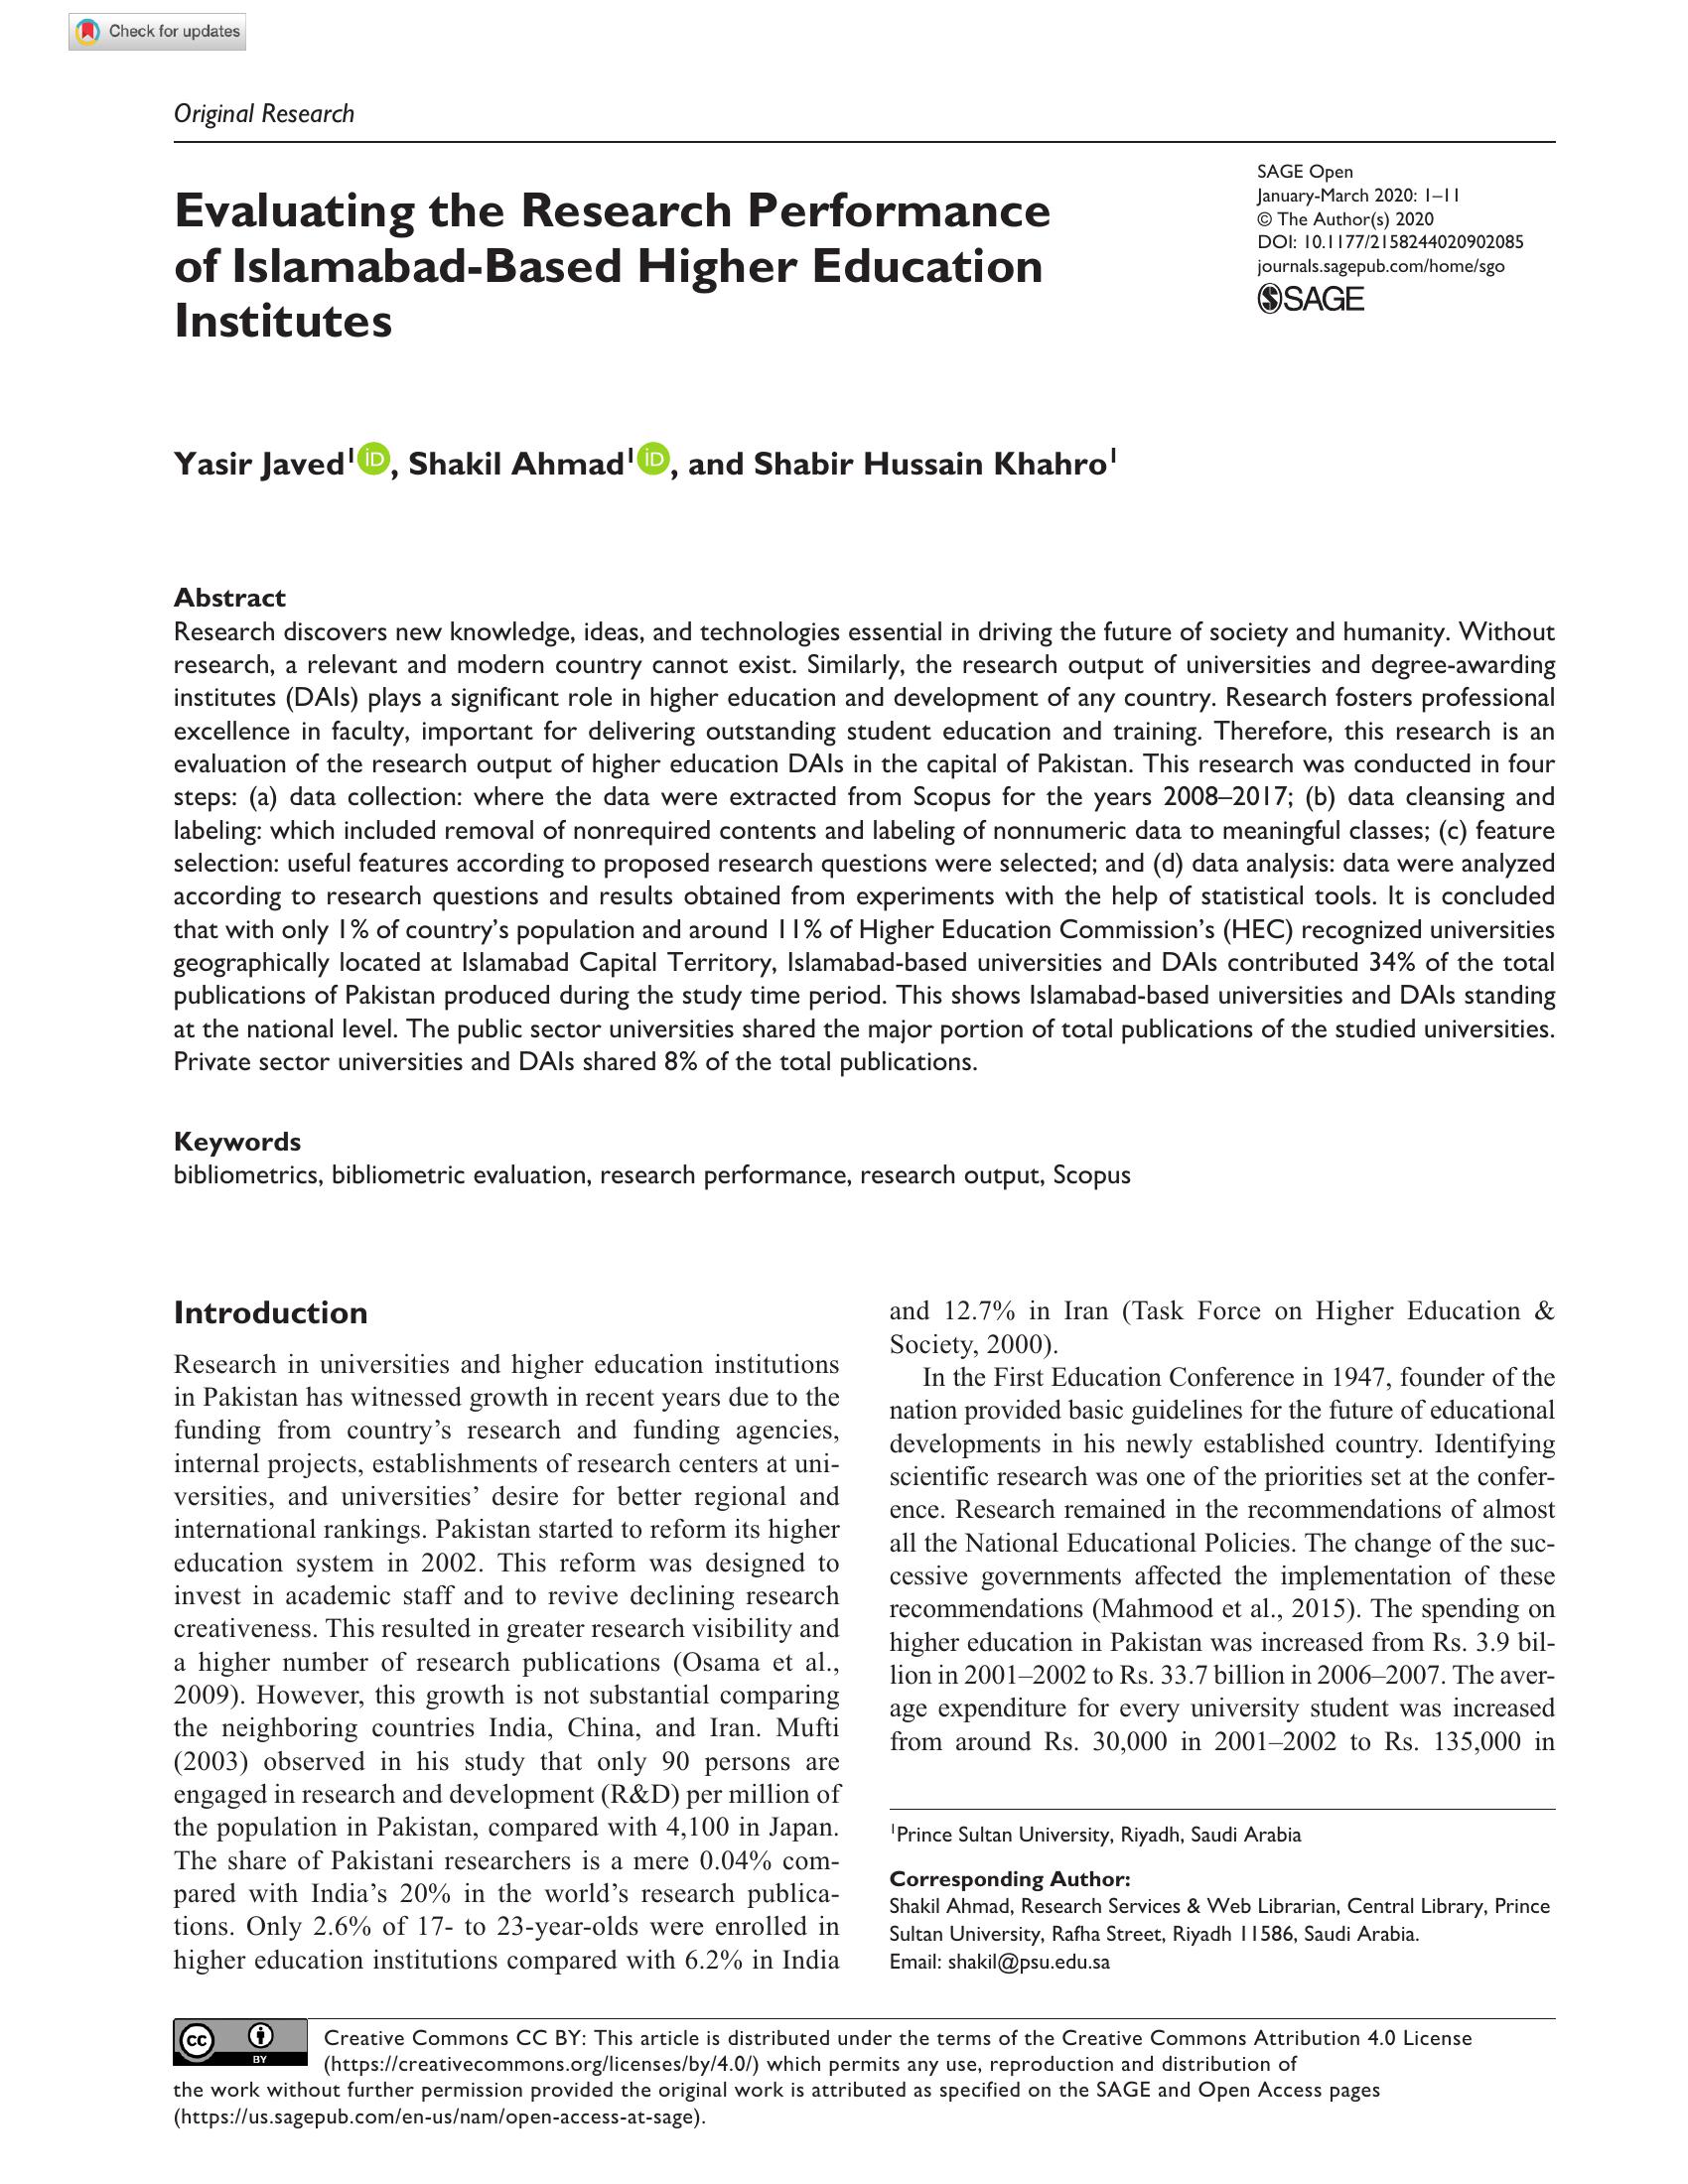 Check for updates
Original Research
SAGE Open
January-March 2020: 1–11
© The Author(s) 2020
DOI: 10.1177/2158244020902085
journals.sagepub.com/home/sgo
SAGE
Evaluating the Research Performance
of Islamabad-Based Higher Education
Institutes
Yasir Javed1 iD, Shakil Ahmad1 iD, and Shabir Hussain Khahro1
Abstract
Research discovers new knowledge, ideas, and technologies essential in driving the future of society and humanity. Without
research, a relevant and modern country cannot exist. Similarly, the research output of universities and degree-awarding
institutes (DAIs) plays a significant role in higher education and development of any country. Research fosters professional
excellence in faculty, important for delivering outstanding student education and training. Therefore, this research is an
evaluation of the research output of higher education DAIs in the capital of Pakistan. This research was conducted in four
steps: (a) data collection: where the data were extracted from Scopus for the years 2008–2017; (b) data cleansing and
labeling: which included removal of nonrequired contents and labeling of nonnumeric data to meaningful classes; (c) feature
selection: useful features according to proposed research questions were selected; and (d) data analysis: data were analyzed
according to research questions and results obtained from experiments with the help of statistical tools. It is concluded
that with only 1% of country's population and around 11% of Higher Education Commission's (HEC) recognized universities
geographically located at Islamabad Capital Territory, Islamabad-based universities and DAIs contributed 34% of the total
publications of Pakistan produced during the study time period. This shows Islamabad-based universities and DAIs standing
at the national level. The public sector universities shared the major portion of total publications of the studied universities.
Private sector universities and DAIs shared 8% of the total publications.
Keywords
bibliometrics, bibliometric evaluation, research performance, research output, Scopus
Introduction
Research in universities and higher education institutions
in Pakistan has witnessed growth in recent years due to the
funding from country's research and funding agencies,
internal projects, establishments of research centers at uni-
versities, and universities' desire for better regional and
international rankings. Pakistan started to reform its higher
education system in 2002. This reform was designed to
invest in academic staff and to revive declining research
creativeness. This resulted in greater research visibility and
a higher number of research publications (Osama et al.,
2009). However, this growth is not substantial comparing
the neighboring countries India, China, and Iran. Mufti
(2003) observed in his study that only 90 persons are
engaged in research and development (R&D) per million of
the population in Pakistan, compared with 4,100 in Japan.
The share of Pakistani researchers is a mere 0.04% com-
pared with India's 20% in the world's research publica-
tions. Only 2.6% of 17- to 23-year-olds were enrolled in
higher education institutions compared with 6.2% in India
and 12.7% in Iran (Task Force on Higher Education &
Society, 2000).
In the First Education Conference in 1947, founder of the
nation provided basic guidelines for the future of educational
developments in his newly established country. Identifying
scientific research was one of the priorities set at the confer-
ence. Research remained in the recommendations of almost
all the National Educational Policies. The change of the suc-
cessive governments affected the implementation of these
recommendations (Mahmood et al., 2015). The spending on
higher education in Pakistan was increased from Rs. 3.9 bil-
lion in 2001–2002 to Rs. 33.7 billion in 2006–2007. The aver-
age expenditure for every university student was increased
from around Rs. 30,000 in 2001–2002 to Rs. 135,000 in
1Prince Sultan University, Riyadh, Saudi Arabia
Corresponding Author:
Shakil Ahmad, Research Services & Web Librarian, Central Library, Prince
Sultan University, Rafha Street, Riyadh 11586, Saudi Arabia.
Email: shakil@psu.edu.sa
cc BY
Creative Commons CC BY: This article is distributed under the terms of the Creative Commons Attribution 4.0 License
(https://creativecommons.org/licenses/by/4.0/) which permits any use, reproduction and distribution of
the work without further permission provided the original work is attributed as specified on the SAGE and Open Access pages
(https://us.sagepub.com/en-us/nam/open-access-at-sage).